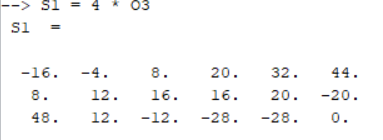 --> S1 = 4 * O3
S1 =
-16. -4. 8. 20. 32. 44.
8. 12. 16. 16. 20. -20.
48. 12. -12. -28. -28. 0.